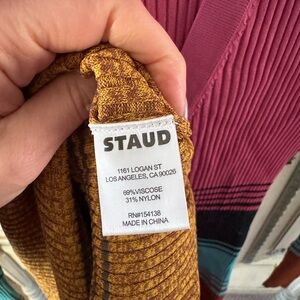 STAUD
1161 LOGAN ST
LOS ANGELES, CA 90026
69%VISCOSE
31% NYLON
RN#154138
MADE IN CHINA